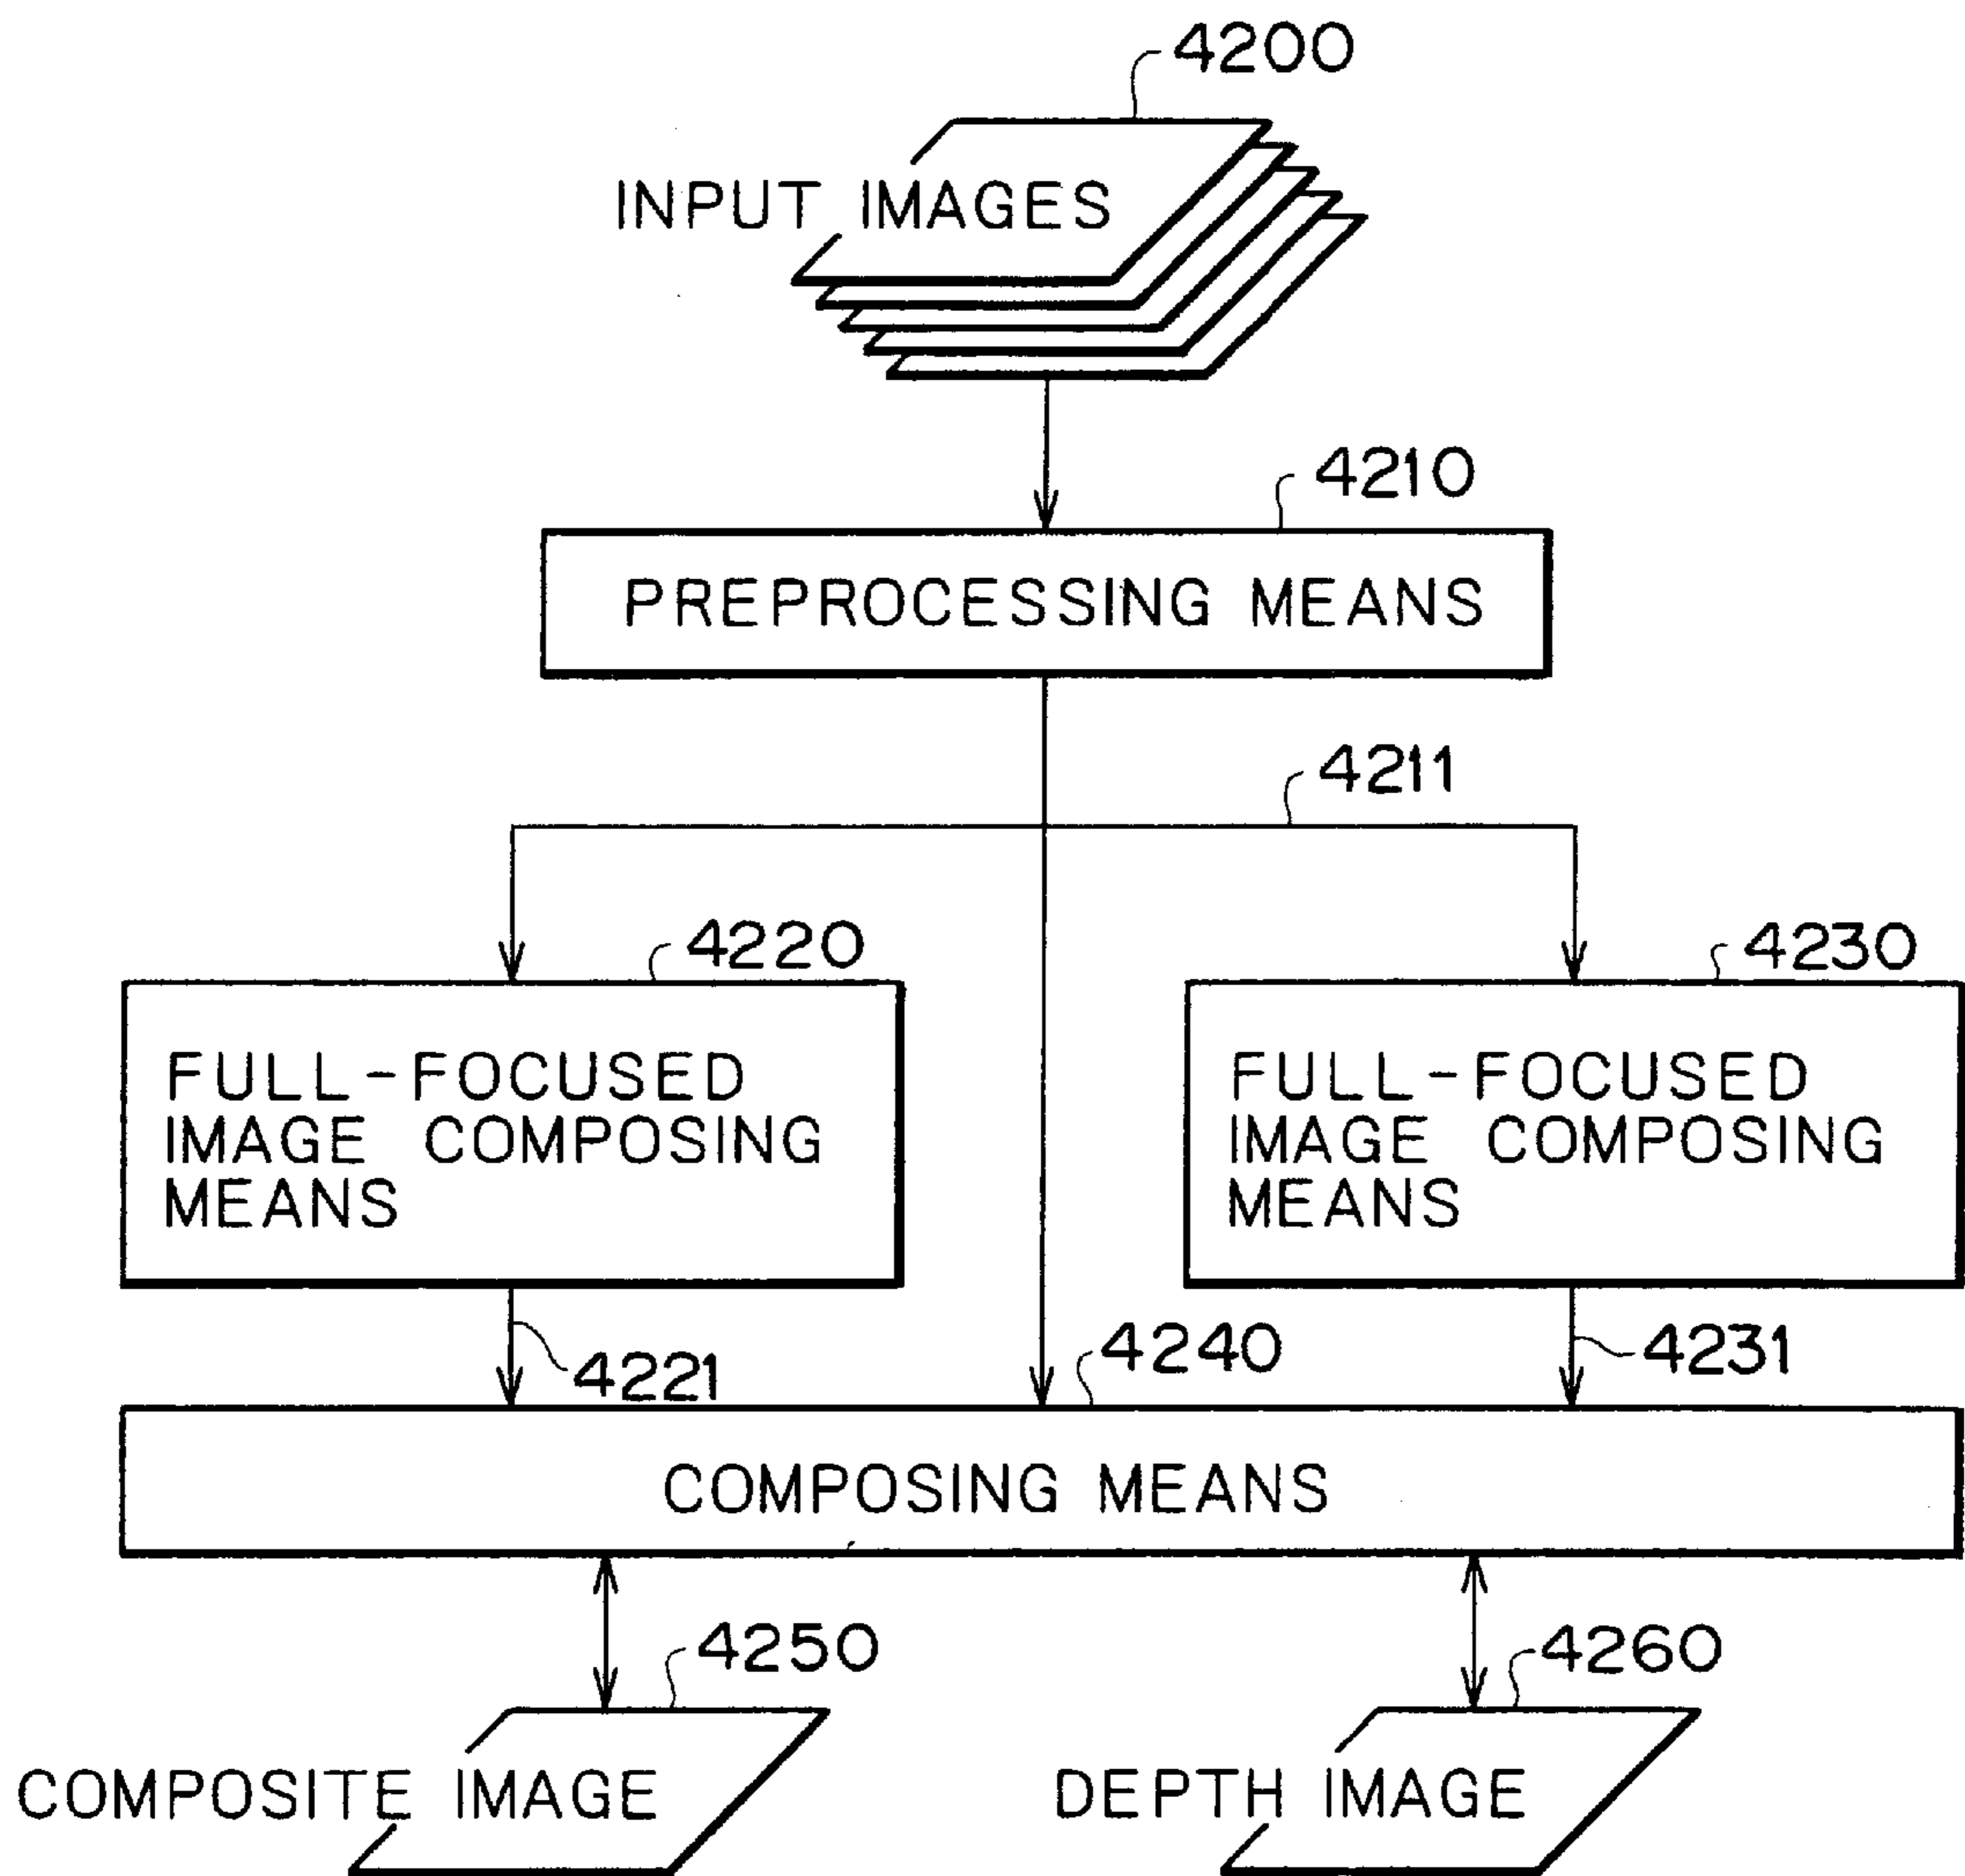 4200
INPUT IMAGES
4210
PREPROCESSING MEANS
4211
4220
4230
FULL-FOCUSED
IMAGE COMPOSING
MEANS
FULL-FOCUSED
IMAGE COMPOSING
MEANS
4221
4240
4231
COMPOSING MEANS
4250
4260
COMPOSITE IMAGE
DEPTH IMAGE